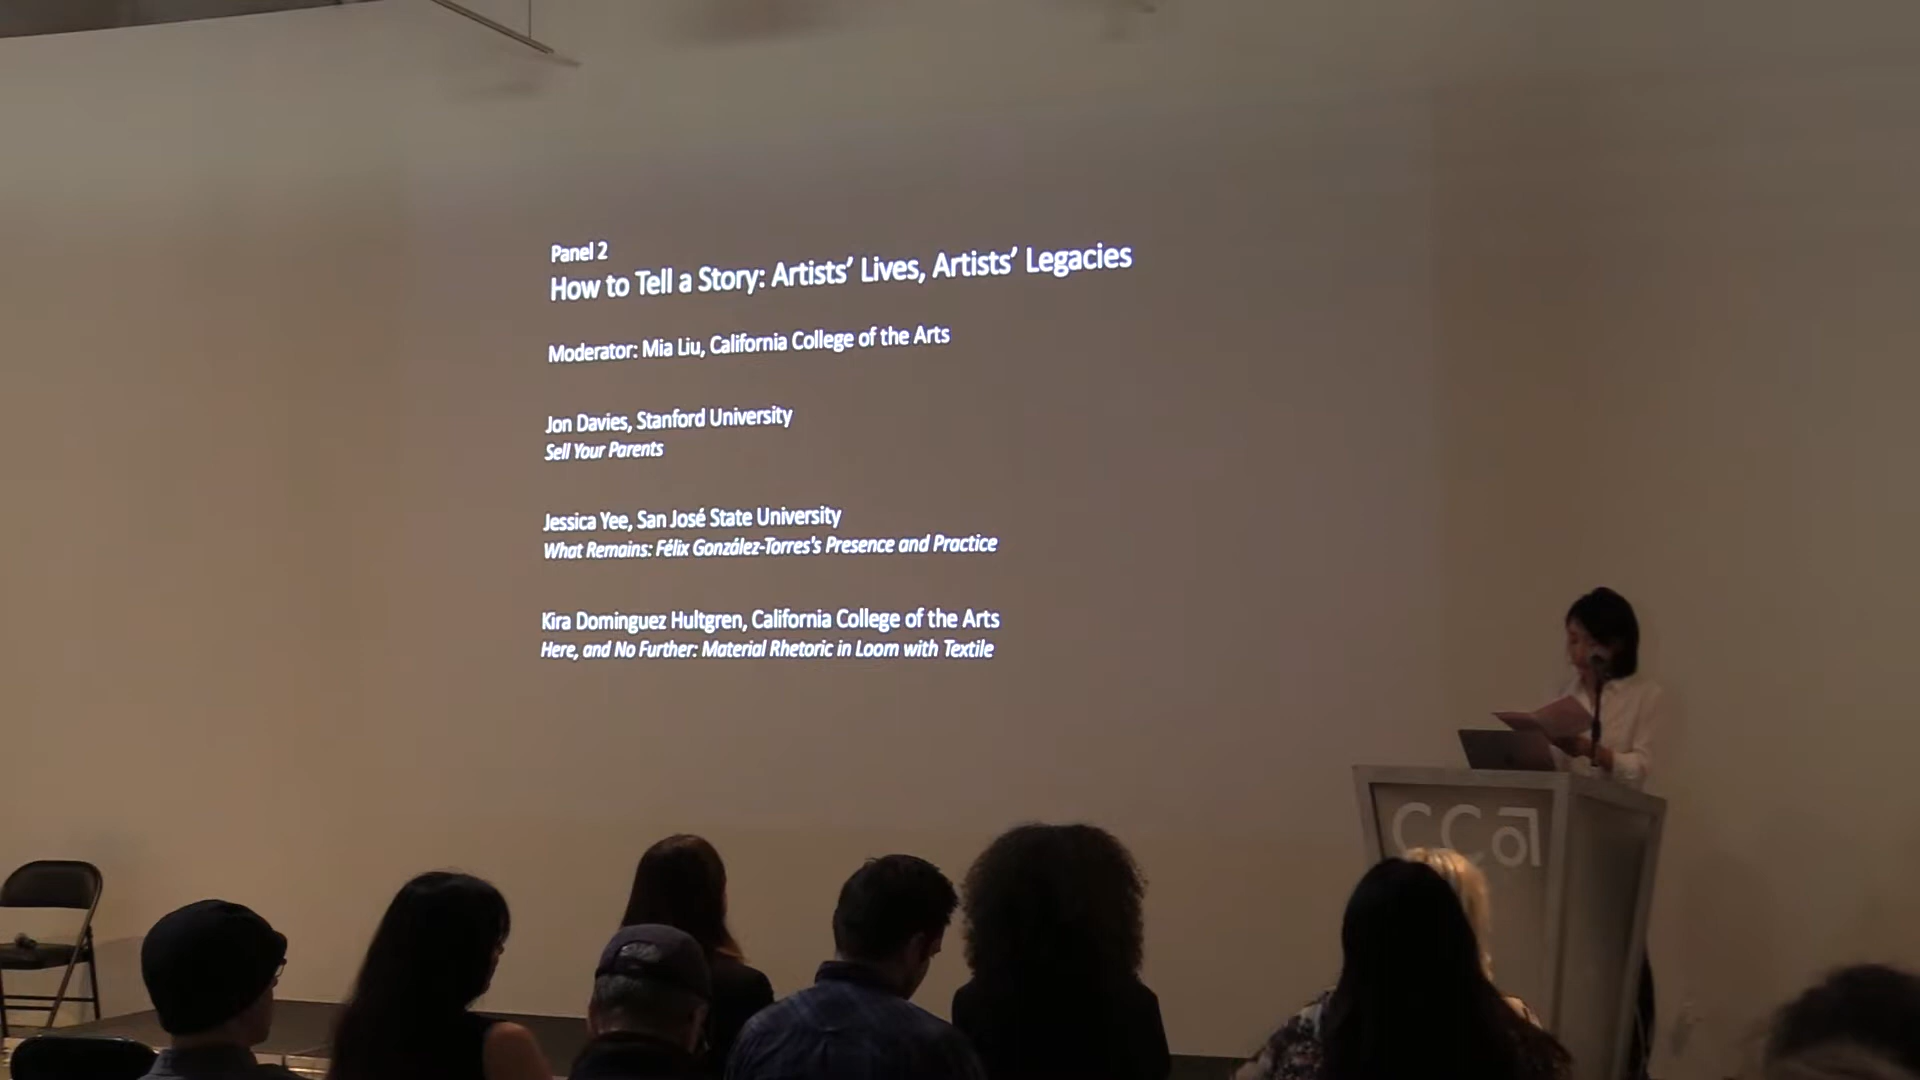 Panel 2
How to Tell a Story: Artists’ Lives, Artists’ Legacies
Moderator: Mia Liu, California College of the Arts
Jon Davies, Stanford University
Sell Your Parents
Jessica Yee, San José State University
What Remains: Félix González-Torres's Presence and Practice
Kira Dominguez Hultgren, California College of the Arts
Here, and No Further: Material Rhetoric in Loom with Textile
CCA